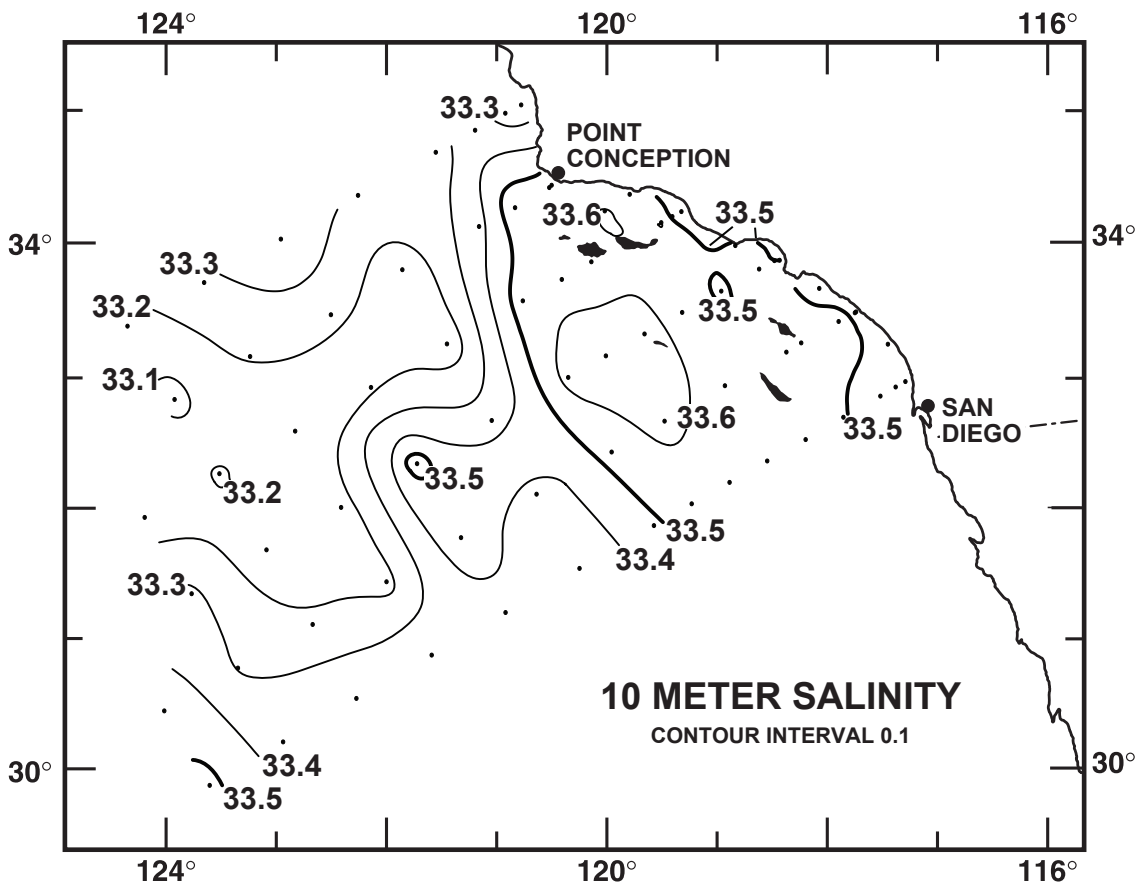 124° 120° 116°
33.3
POINT
CONCEPTION
33.6
33.5
34°
34°
33.3
33.2
33.5
33.1
33.6
SAN
DIEGO
33.5
33.5
33.2
33.5
33.4
33.3
10 METER SALINITY
CONTOUR INTERVAL 0.1
33.4
30°
30°
33.5
124° 120° 116°